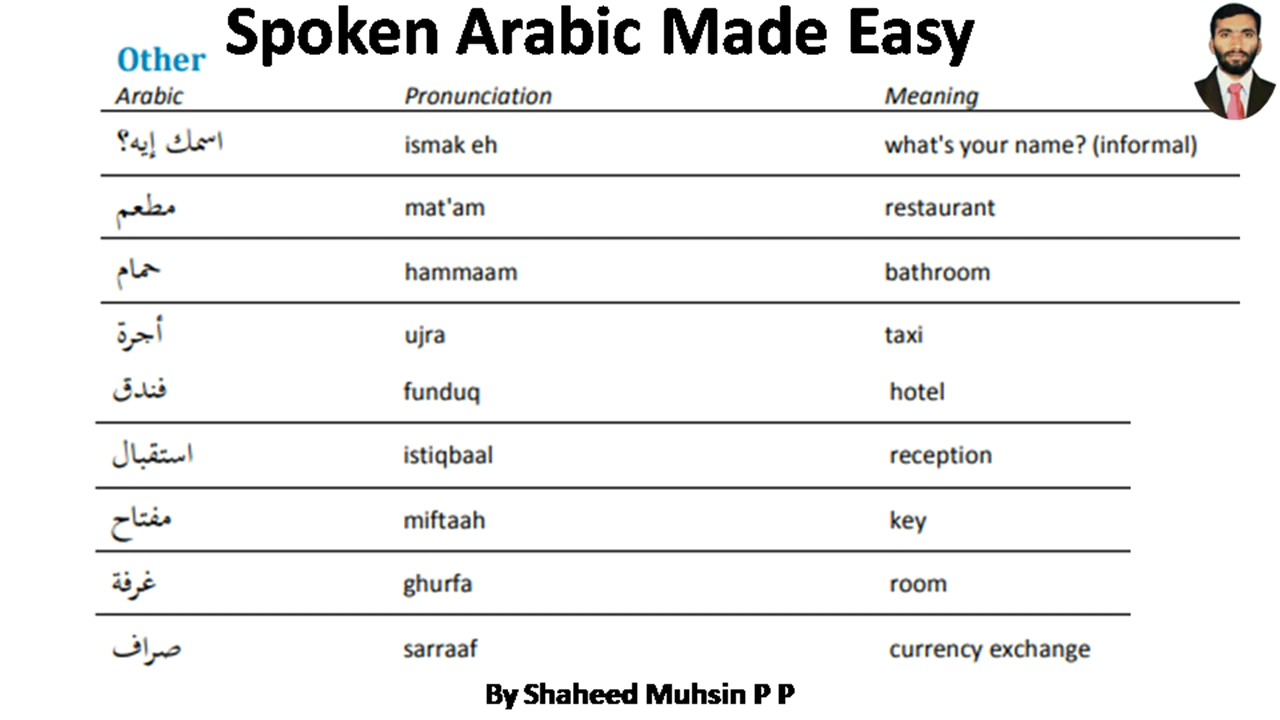 Spoken Arabic Made Easy
Other
Arabic Pronunciation Meaning
اسمك إيه؟ ismak eh what's your name? (informal)
مطعم mat'am restaurant
حمام hammaam bathroom
أجرة ujra taxi
فندق funduq hotel
استقبال istiqbaal reception
مفتاح miftaah key
غرفة ghurfa room
صراف sarraaf currency exchange
By Shaheed Muhsin P P